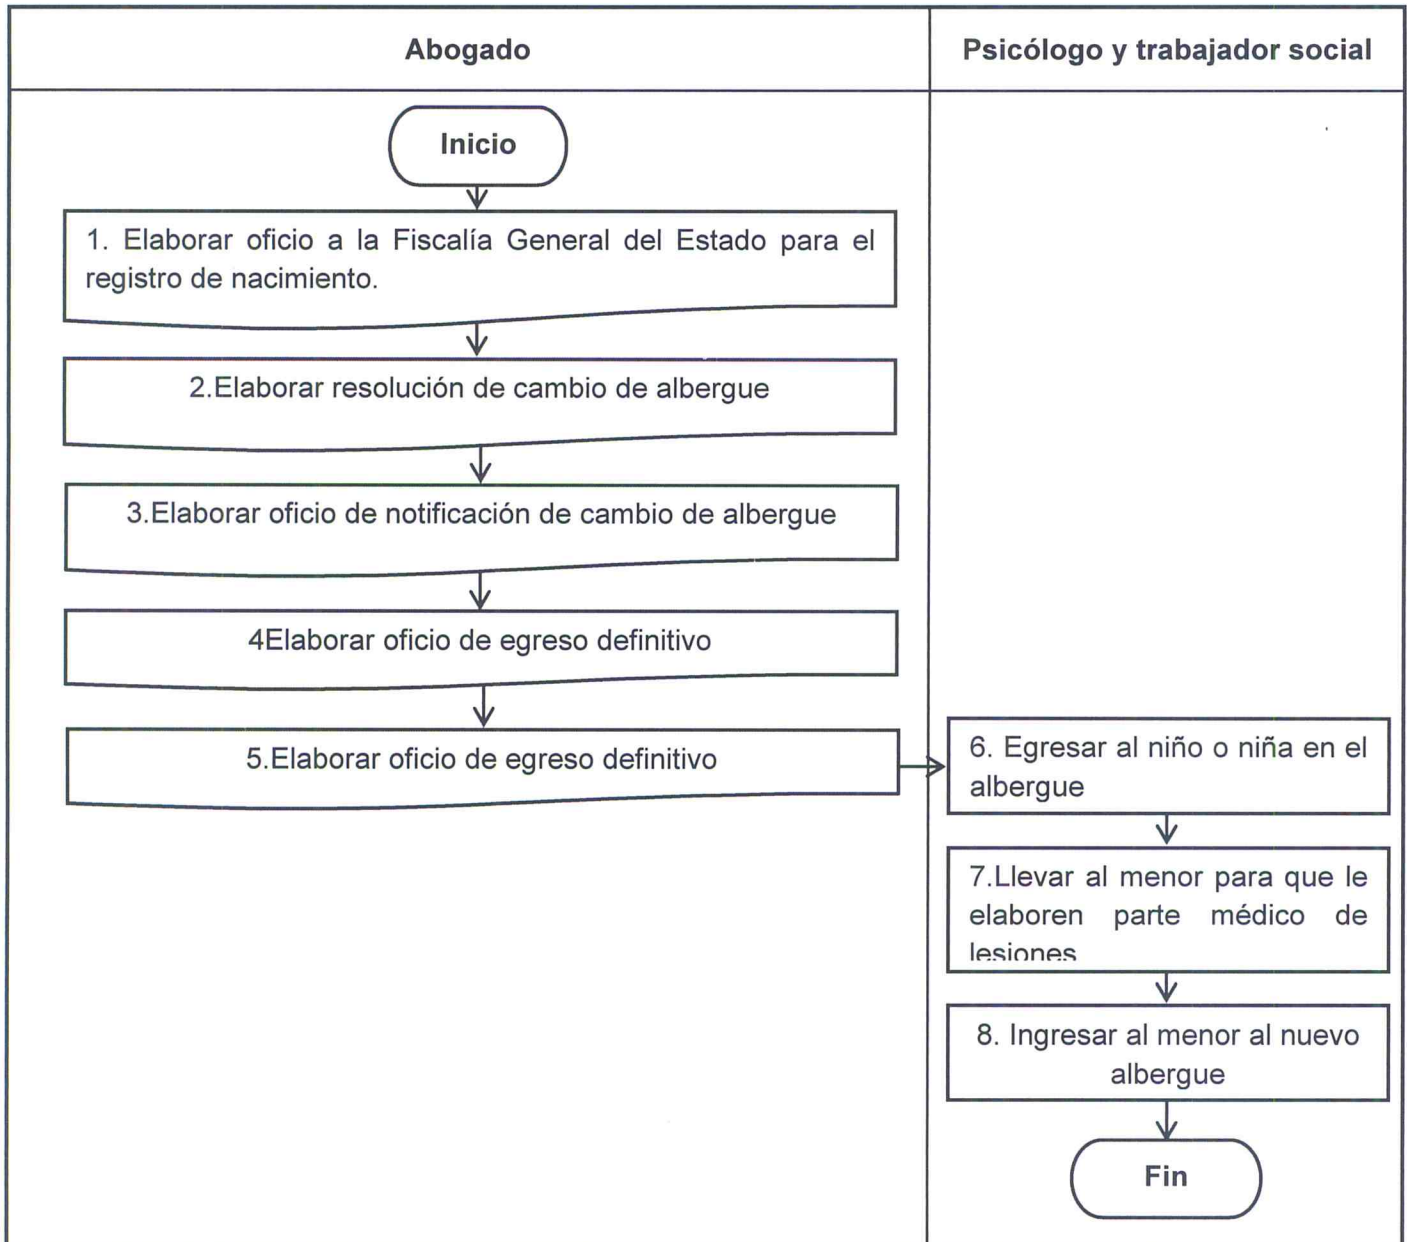 Abogado
Psicólogo y trabajador social
Inicio
1. Elaborar oficio a la Fiscalía General del Estado para el
registro de nacimiento.
2.Elaborar resolución de cambio de albergue
3.Elaborar oficio de notificación de cambio de albergue
4Elaborar oficio de egreso definitivo
5.Elaborar oficio de egreso definitivo
6. Egresar al niño o niña en el
albergue
7.Llevar al menor para que le
elaboren parte médico de
lesiones
8. Ingresar al menor al nuevo
albergue
Fin